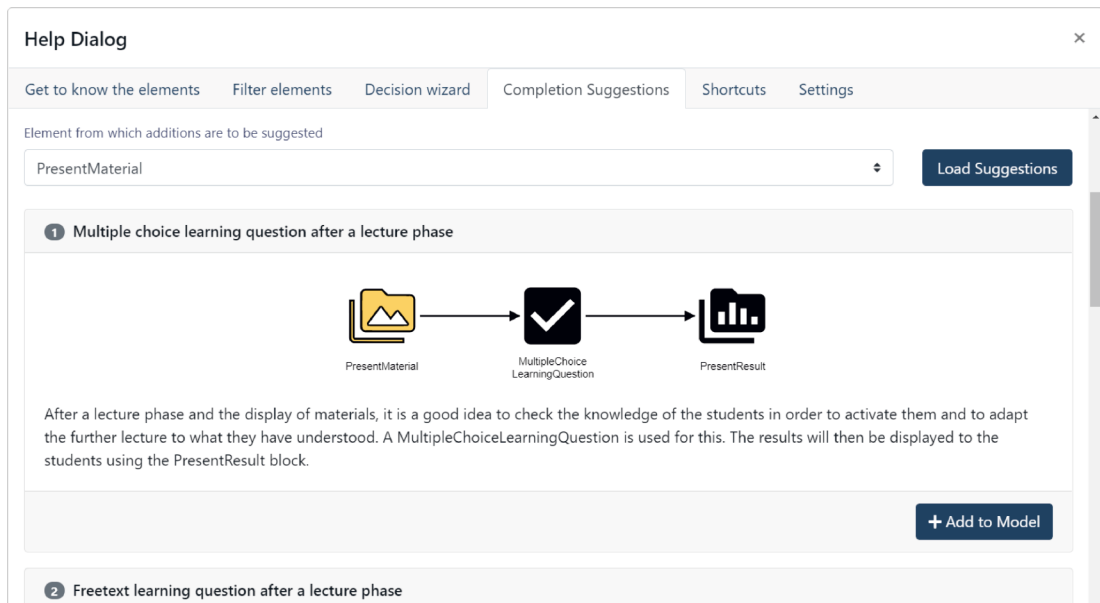 Help Dialog
×
Get to know the elements Filter elements Decision wizard Completion Suggestions Shortcuts Settings
Element from which additions are to be suggested
PresentMaterial
Load Suggestions
1 Multiple choice learning question after a lecture phase
PresentMaterial
MultipleChoice
LearningQuestion
PresentResult
After a lecture phase and the display of materials, it is a good idea to check the knowledge of the students in order to activate them and to adapt
the further lecture to what they have understood. A MultipleChoiceLearningQuestion is used for this. The results will then be displayed to the
students using the PresentResult block.
+ Add to Model
2 Freetext learning question after a lecture phase